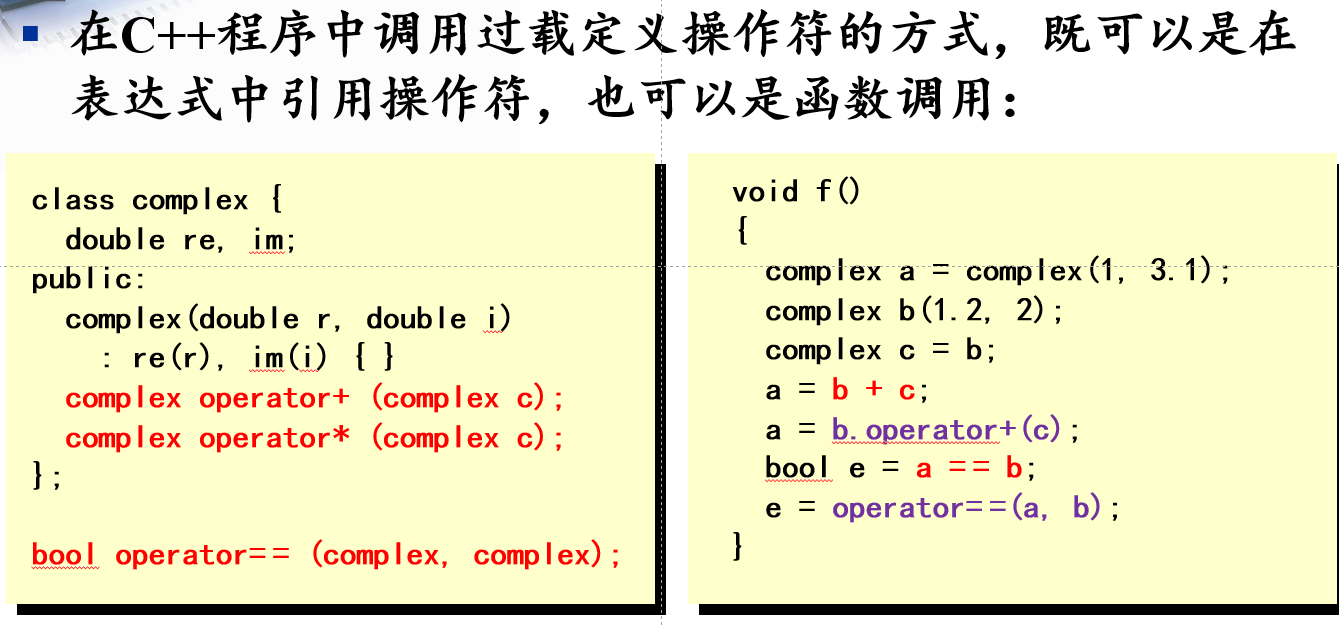 在C++程序中调用过载定义操作符的方式，既可以是在
表达式中引用操作符，也可以是函数调用：
class complex {
double re, im;
public:
complex(double r, double i)
: re(r), im(i) { }
complex operator+ (complex c);
complex operator* (complex c);
};
bool operator== (complex, complex);
void f()
{
complex a = complex(1, 3.1);
complex b(1.2, 2);
complex c = b;
a = b + c;
a = b.operator+(c);
bool e = a == b;
e = operator==(a, b);
}